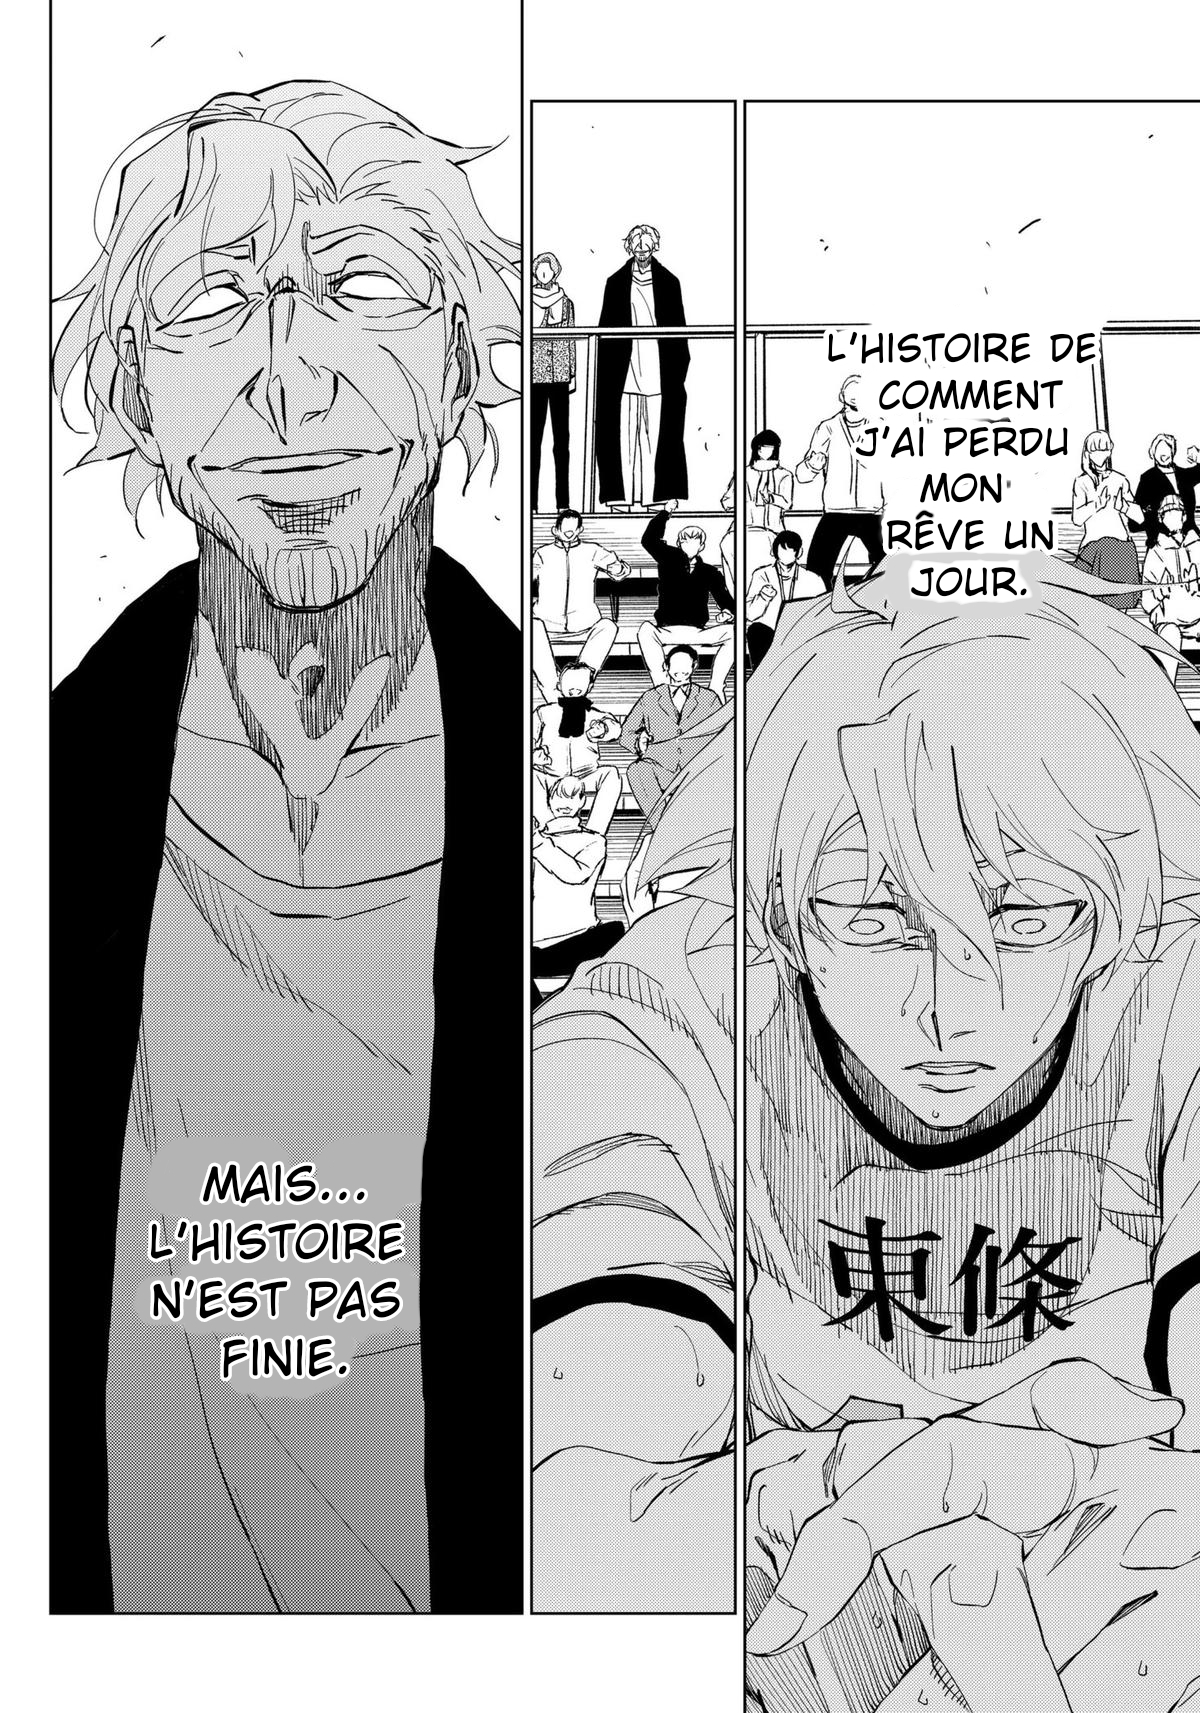 L'HISTOIRE DE
COMMENT
J'AI PERDU
MON
RÊVE UN
JOUR.
東條
MAIS...
L'HISTOIRE
N'EST PAS
FINIE.